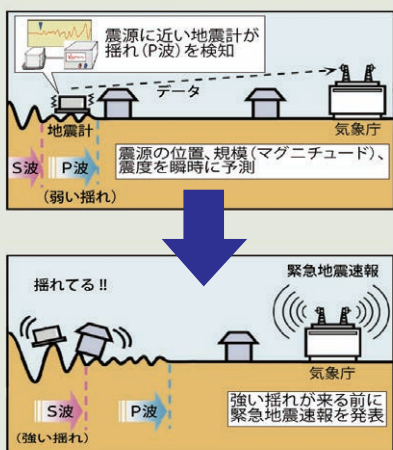 震源に近い地震計が
揺れ(P波)を検知
データ
地震計
気象庁
S波
P波
(弱い揺れ)
震源の位置、規模(マグニチュード)、
震度を瞬時に予測
揺れてる!!
緊急地震速報
気象庁
S波
P波
(強い揺れ)
強い揺れが来る前に
緊急地震速報を発表